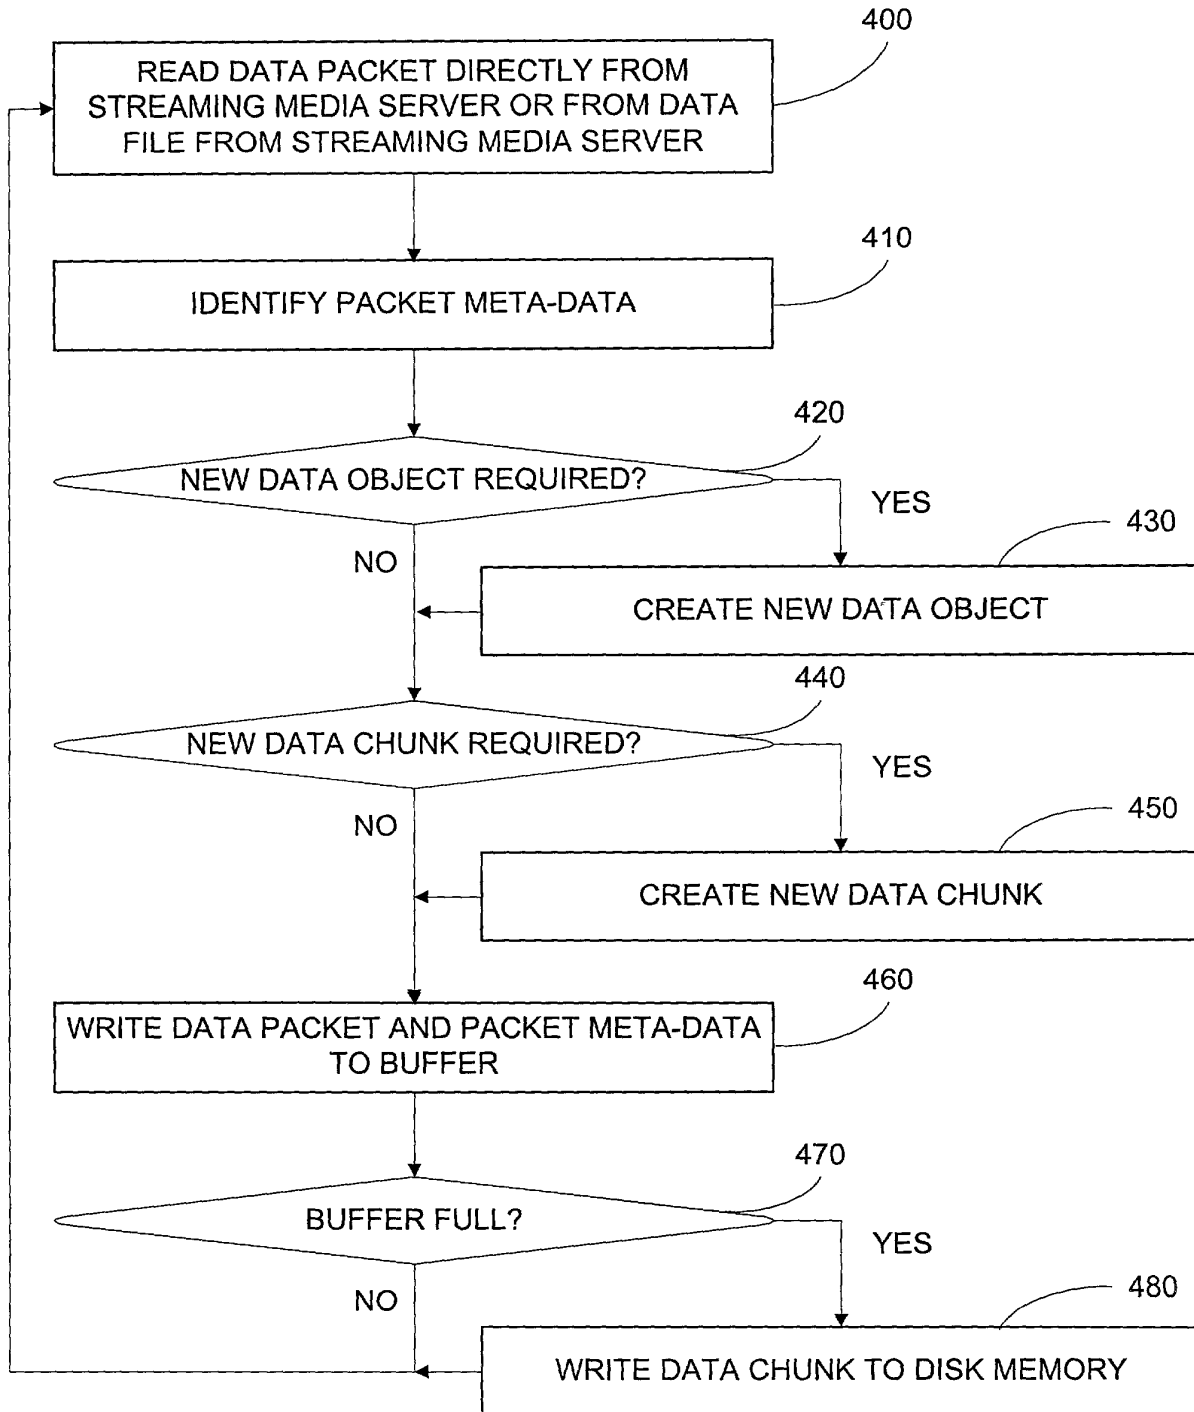 400
READ DATA PACKET DIRECTLY FROM
STREAMING MEDIA SERVER OR FROM DATA
FILE FROM STREAMING MEDIA SERVER
410
IDENTIFY PACKET META-DATA
420
NEW DATA OBJECT REQUIRED?
YES
430
NO
CREATE NEW DATA OBJECT
440
NEW DATA CHUNK REQUIRED?
YES
450
NO
CREATE NEW DATA CHUNK
460
WRITE DATA PACKET AND PACKET META-DATA
TO BUFFER
470
BUFFER FULL?
YES
480
NO
WRITE DATA CHUNK TO DISK MEMORY